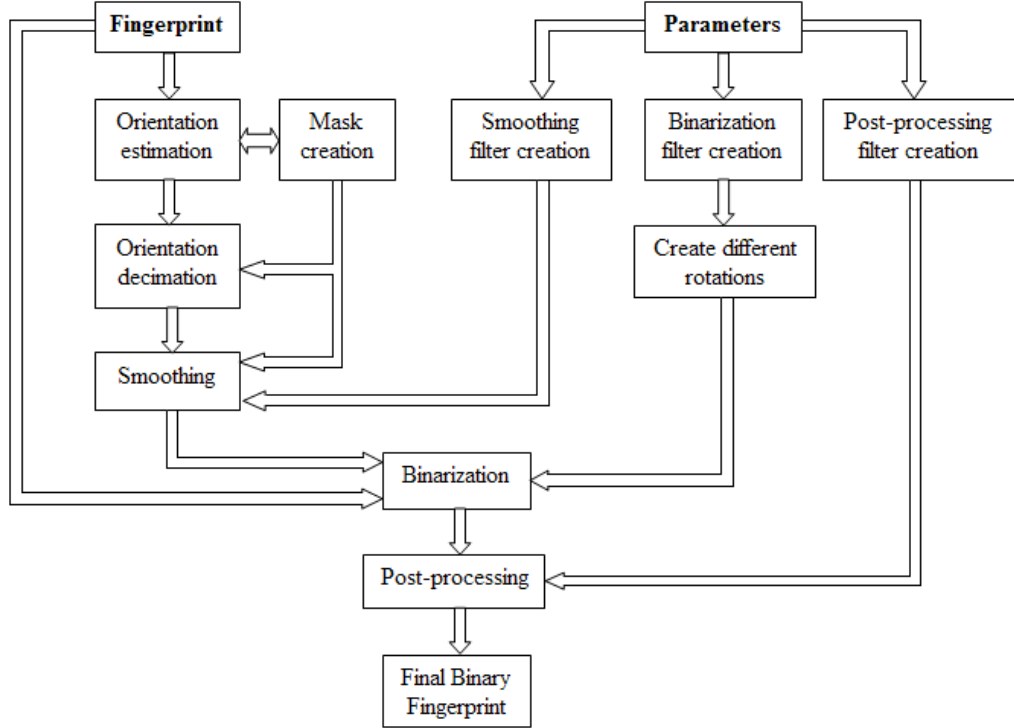 Fingerprint
Parameters
Orientation
estimation
Mask
creation
Smoothing
filter creation
Binarization
filter creation
Post-processing
filter creation
Orientation
decimation
Create different
rotations
Smoothing
Binarization
Post-processing
Final Binary
Fingerprint